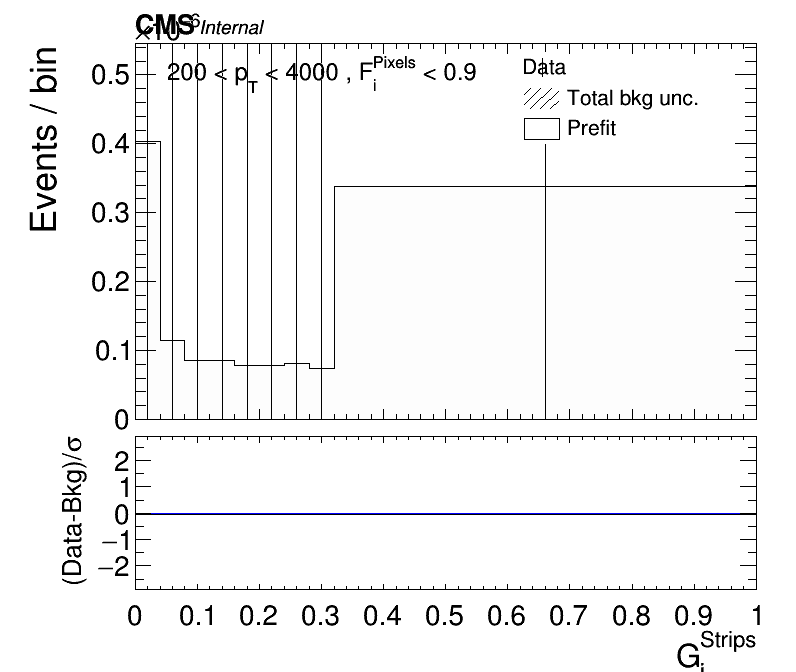 CMS Internal
×10⁻⁶
Events / bin
0.5
0.4
0.3
0.2
0.1
0
200 < p_T < 4000 , F_i^Pixels < 0.9
Data
Total bkg unc.
Prefit
(Data-Bkg)/σ
2
1
0
−1
−2
0 0.1 0.2 0.3 0.4 0.5 0.6 0.7 0.8 0.9 1
G_i^Strips